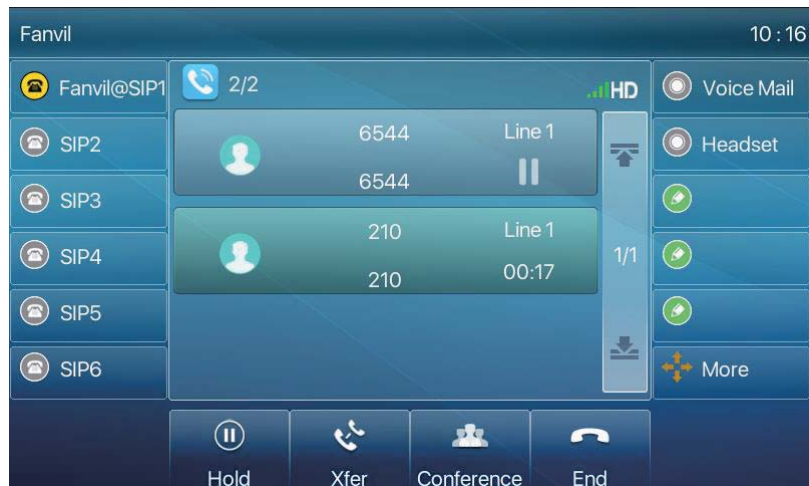 Fanvil
10 : 16
Fanvil@SIP1
SIP2
SIP3
SIP4
SIP5
SIP6
2/2
HD
6544
Line 1
6544
210
Line 1
210
00:17
1/1
Voice Mail
Headset
More
Hold
Xfer
Conference
End